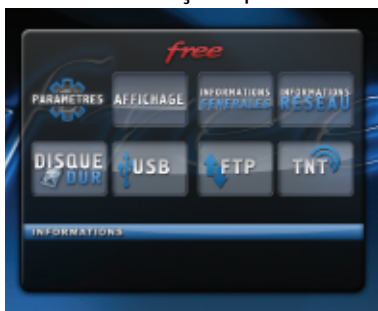 free
PARAMETRES
AFFICHAGE
INFORMATIONS
GENERALES
INFORMATIONS
RESEAU
DISQUE
DUR
USB
FTP
TNT
INFORMATIONS